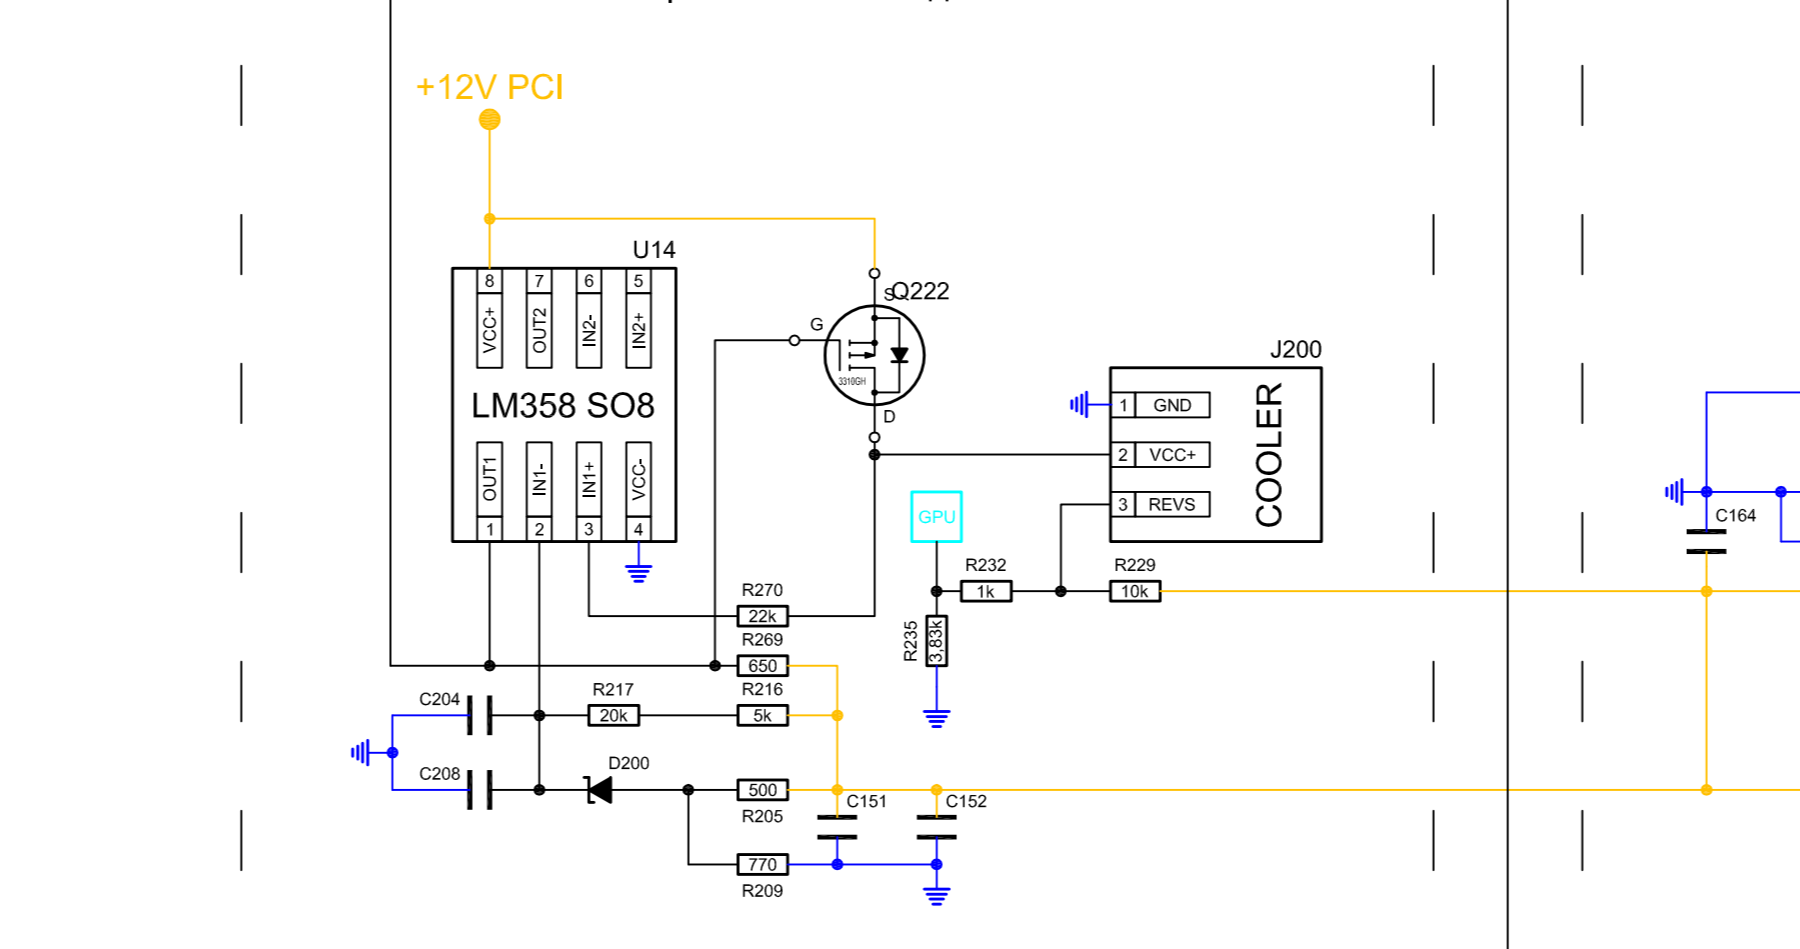 +12V PCI
U14
8
7
6
5
VCC+
OUT2
IN2-
IN2+
LM358 SO8
OUT1
IN1-
IN1+
VCC-
1
2
3
4
S
Q222
G
3310GH
D
J200
1 GND
2 VCC+
3 REVS
COOLER
GPU
R232
1k
R229
10k
R235
3,83k
R270
22k
R269
650
R217
20k
R216
5k
C204
C208
D200
500
R205
770
R209
C151
C152
C164